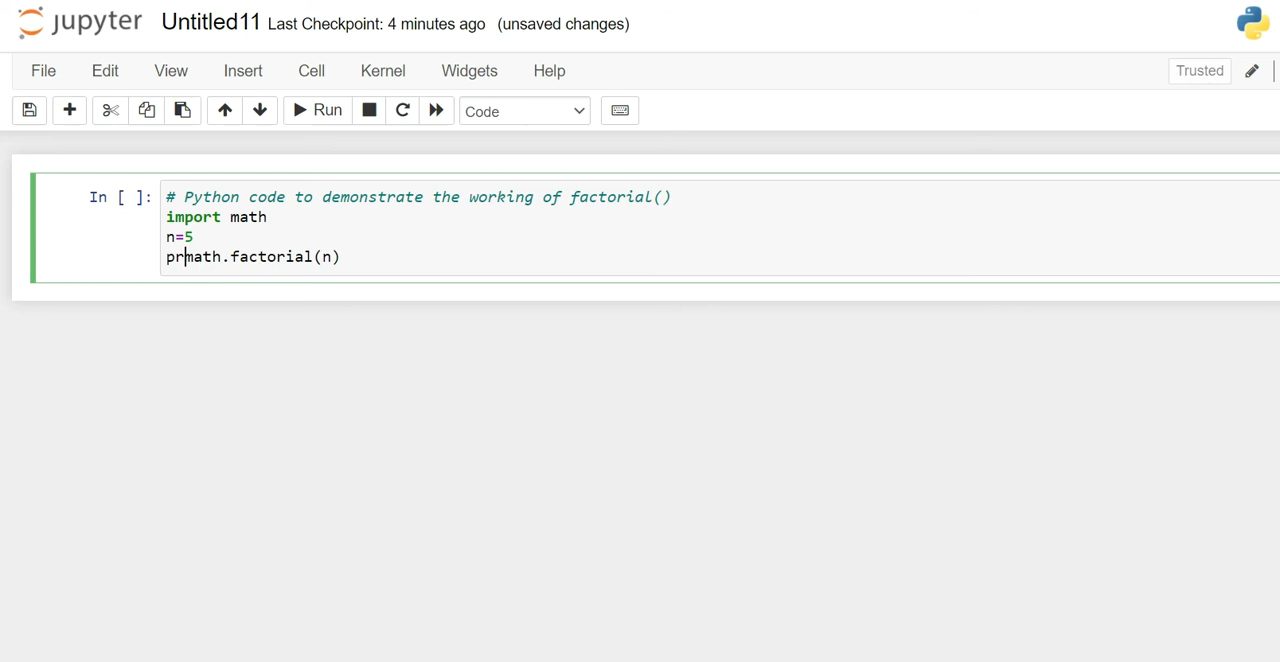 jupyter Untitled11 Last Checkpoint: 4 minutes ago (unsaved changes)
File Edit View Insert Cell Kernel Widgets Help Trusted
Run Code
In [ ]: # Python code to demonstrate the working of factorial()
import math
n=5
prmath.factorial(n)